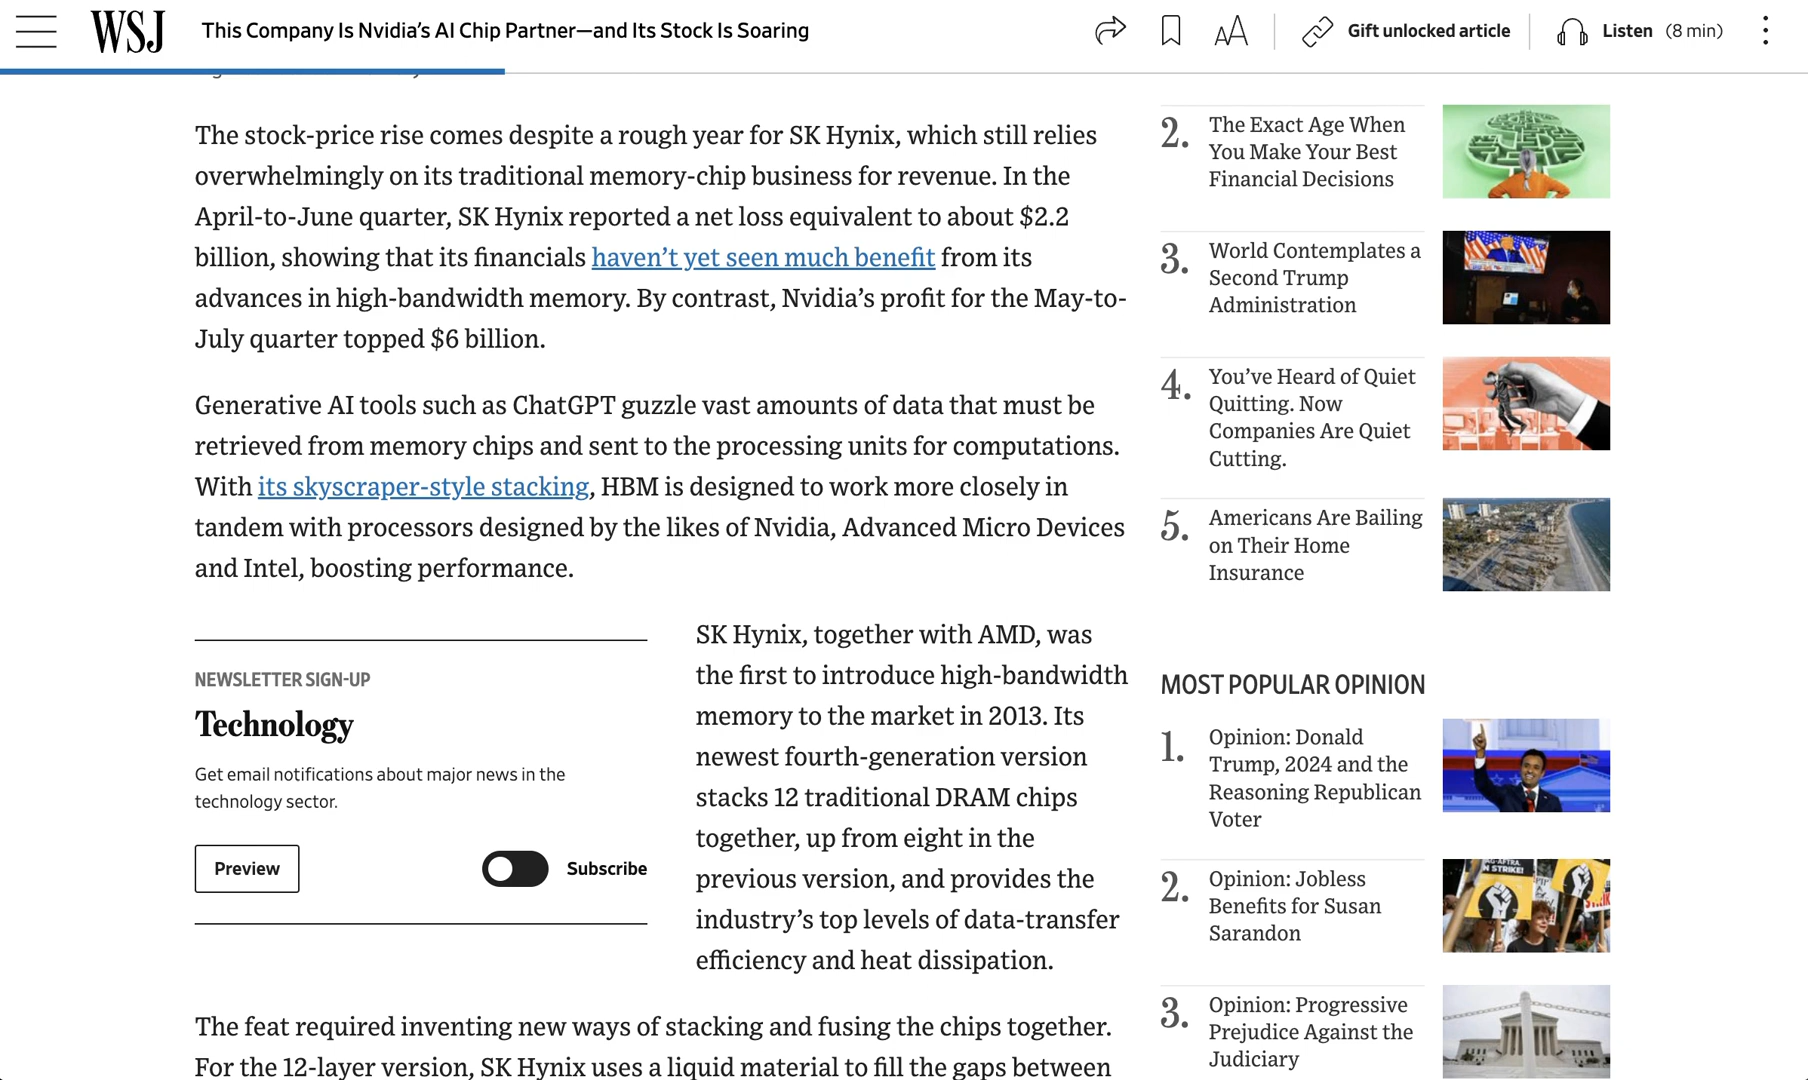 WSJ
This Company Is Nvidia’s AI Chip Partner—and Its Stock Is Soaring
Gift unlocked article
Listen (8 min)
The stock-price rise comes despite a rough year for SK Hynix, which still relies
overwhelmingly on its traditional memory-chip business for revenue. In the
April-to-June quarter, SK Hynix reported a net loss equivalent to about $2.2
billion, showing that its financials haven’t yet seen much benefit from its
advances in high-bandwidth memory. By contrast, Nvidia’s profit for the May-to-
July quarter topped $6 billion.
Generative AI tools such as ChatGPT guzzle vast amounts of data that must be
retrieved from memory chips and sent to the processing units for computations.
With its skyscraper-style stacking, HBM is designed to work more closely in
tandem with processors designed by the likes of Nvidia, Advanced Micro Devices
and Intel, boosting performance.
NEWSLETTER SIGN-UP
Technology
Get email notifications about major news in the
technology sector.
Preview
Subscribe
SK Hynix, together with AMD, was
the first to introduce high-bandwidth
memory to the market in 2013. Its
newest fourth-generation version
stacks 12 traditional DRAM chips
together, up from eight in the
previous version, and provides the
industry’s top levels of data-transfer
efficiency and heat dissipation.
The feat required inventing new ways of stacking and fusing the chips together.
For the 12-layer version, SK Hynix uses a liquid material to fill the gaps between
2. The Exact Age When
You Make Your Best
Financial Decisions
3. World Contemplates a
Second Trump
Administration
4. You’ve Heard of Quiet
Quitting. Now
Companies Are Quiet
Cutting.
5. Americans Are Bailing
on Their Home
Insurance
MOST POPULAR OPINION
1. Opinion: Donald
Trump, 2024 and the
Reasoning Republican
Voter
2. Opinion: Jobless
Benefits for Susan
Sarandon
3. Opinion: Progressive
Prejudice Against the
Judiciary